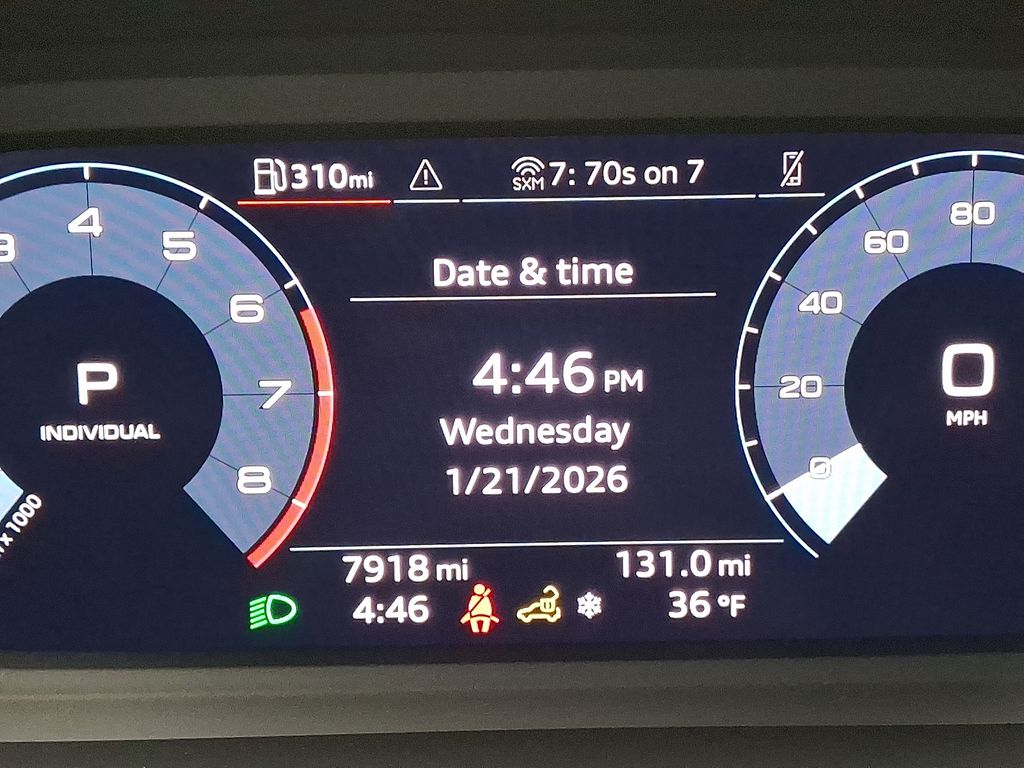 310mi
SXM 7: 70s on 7
Date & time
4:46 PM
Wednesday
1/21/2026
3 4 5 6 7 8
P
INDIVIDUAL
x 1000
0 20 40 60 80
0
MPH
7918 mi
131.0 mi
4:46
36 °F